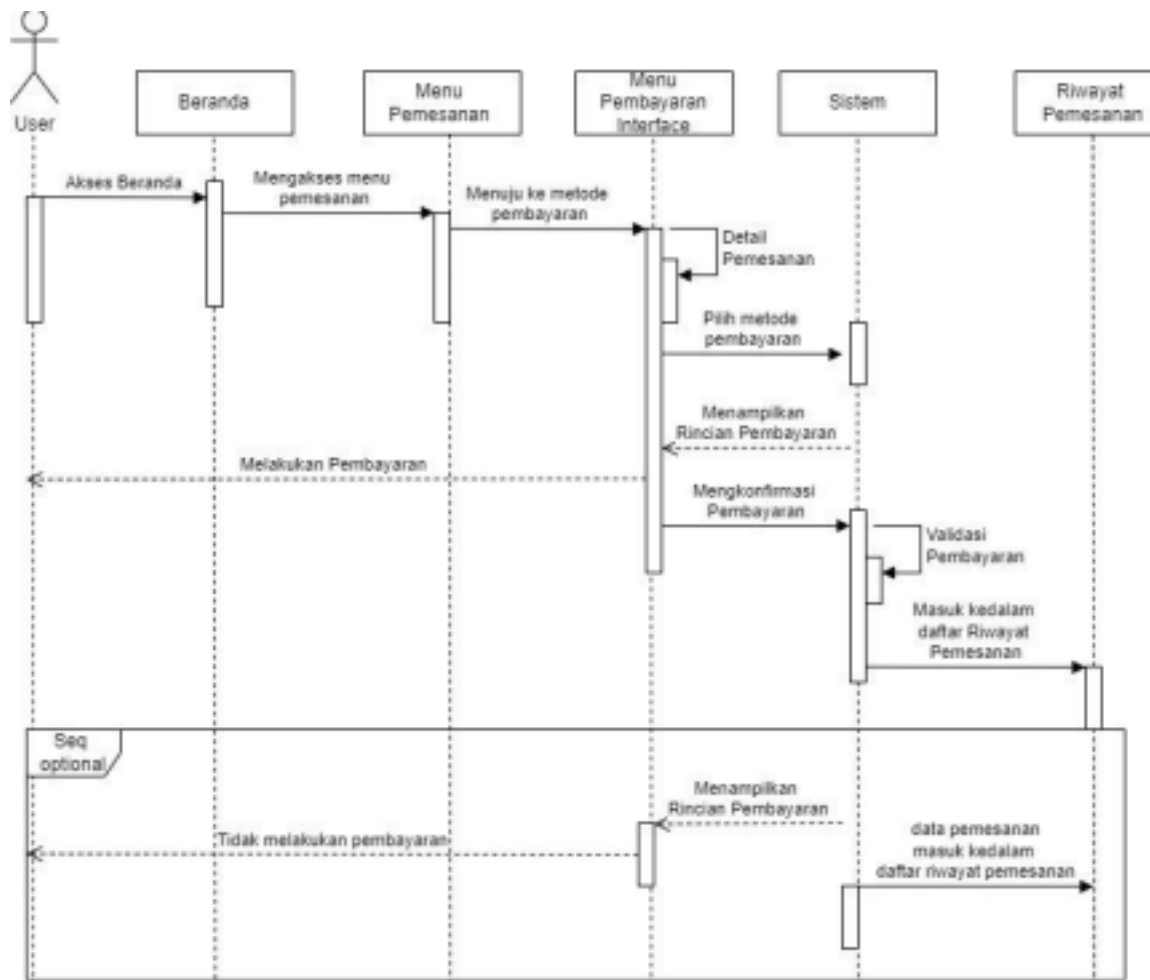 User
Beranda
Menu
Pemesanan
Menu
Pembayaran
Interface
Sistem
Riwayat
Pemesanan
Akses Beranda
Mengakses menu
pemesanan
Menuju ke metode
pembayaran
Detail
Pemesanan
Pilih metode
pembayaran
Menampilkan
Rincian Pembayaran
Melakukan Pembayaran
Mengkonfirmasi
Pembayaran
Validasi
Pembayaran
Masuk kedalam
daftar Riwayat
Pemesanan
Seq
optional
Menampilkan
Rincian Pembayaran
Tidak melakukan pembayaran
data pemesanan
masuk kedalam
daftar riwayat pemesanan